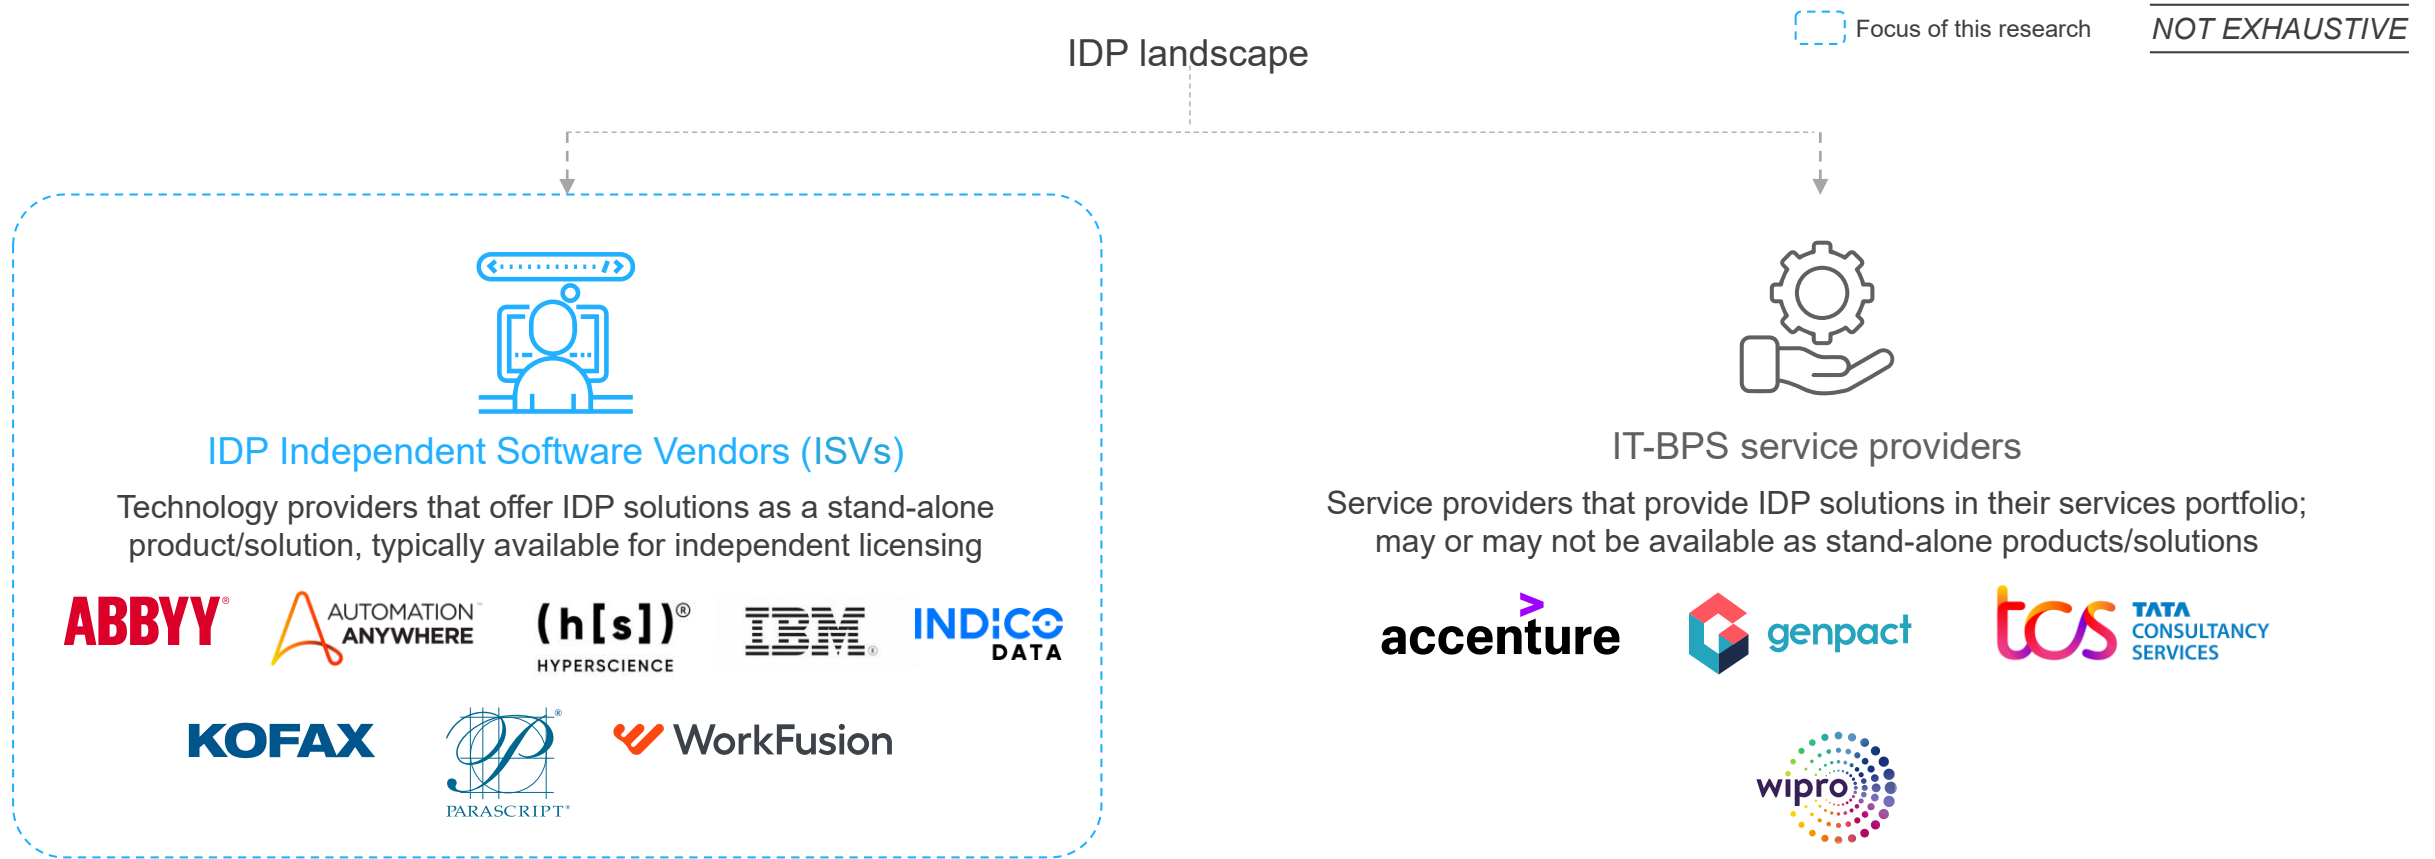 Focus of this research
NOT EXHAUSTIVE
IDP landscape
IDP Independent Software Vendors (ISVs)
Technology providers that offer IDP solutions as a stand-alone
product/solution, typically available for independent licensing
ABBYY®
AUTOMATION™
ANYWHERE
(h[s])®
HYPERSCIENCE
IBM®
INDICO
DATA
KOFAX
P®
PARASCRIPT®
WorkFusion
IT-BPS service providers
Service providers that provide IDP solutions in their services portfolio;
may or may not be available as stand-alone products/solutions
accenture
genpact
tcs
TATA
CONSULTANCY
SERVICES
wipro